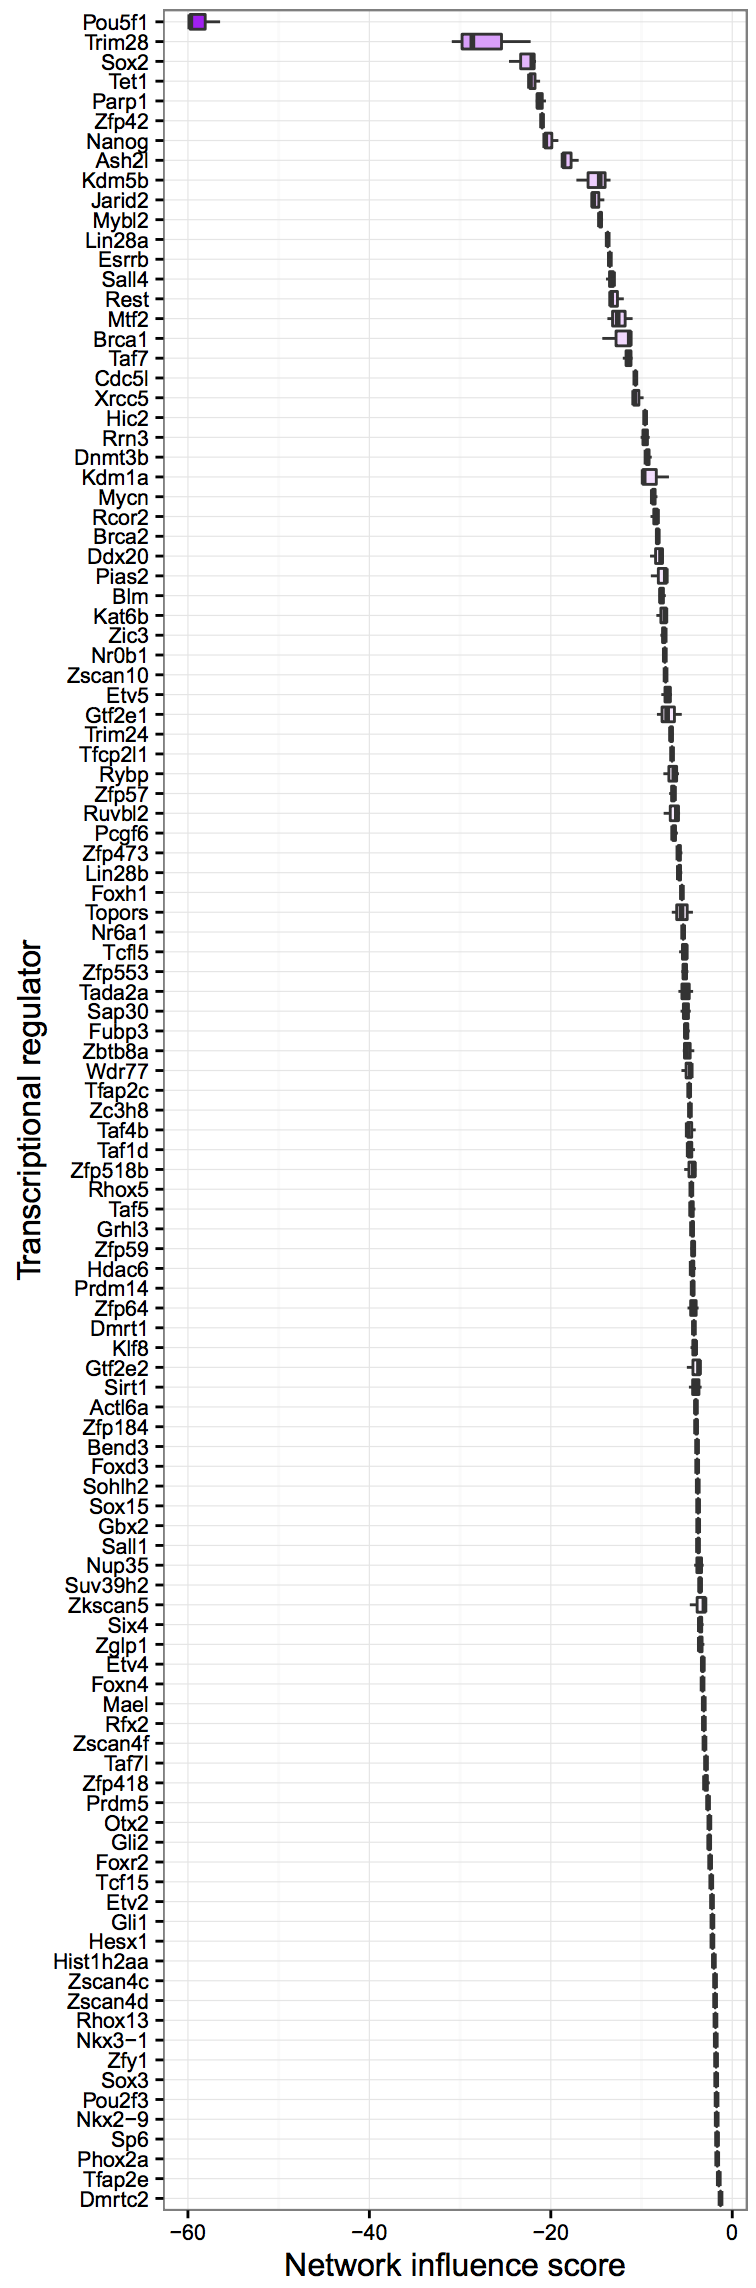 Pou5f1
Trim28
Sox2
Tet1
Parp1
Zfp42
Nanog
Ash2l
Kdm5b
Jarid2
Mybl2
Lin28a
Esrrb
Sall4
Rest
Mtf2
Brca1
Taf7
Cdc5l
Xrcc5
Hic2
Rrn3
Dnmt3b
Kdm1a
Mycn
Rcor2
Brca2
Ddx20
Pias2
Blm
Kat6b
Zic3
Nr0b1
Zscan10
Etv5
Gtf2e1
Trim24
Tfcp2l1
Rybp
Zfp57
Ruvbl2
Pcgf6
Zfp473
Lin28b
Foxh1
Topors
Nr6a1
Tcfl5
Zfp553
Tada2a
Sap30
Fubp3
Zbtb8a
Wdr77
Tfap2c
Zc3h8
Taf4b
Taf1d
Zfp518b
Rhox5
Taf5
Grhl3
Zfp59
Hdac6
Prdm14
Zfp64
Dmrt1
Klf8
Gtf2e2
Sirt1
Actl6a
Zfp184
Bend3
Foxd3
Sohlh2
Sox15
Gbx2
Sall1
Nup35
Suv39h2
Zkscan5
Six4
Zglp1
Etv4
Foxn4
Mael
Rfx2
Zscan4f
Taf7l
Zfp418
Prdm5
Otx2
Gli2
Foxr2
Tcf15
Etv2
Gli1
Hesx1
Hist1h2aa
Zscan4c
Zscan4d
Rhox13
Nkx3−1
Zfy1
Sox3
Pou2f3
Nkx2−9
Sp6
Phox2a
Tfap2e
Dmrtc2
Transcriptional regulator
−60 −40 −20 0
Network influence score